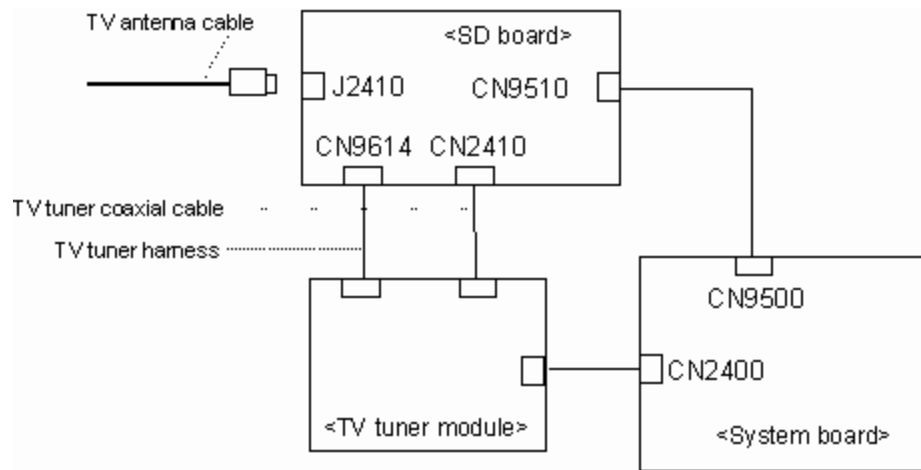 TV antenna cable
<SD board>
J2410
CN9510
CN9614
CN2410
TV tuner coaxial cable
TV tuner harness
CN9500
CN2400
<TV tuner module>
<System board>